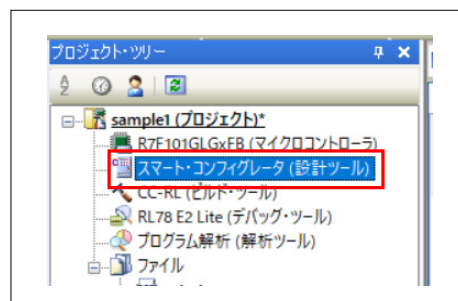 プロジェクト・ツリー
sample1 (プロジェクト)*
R7F101GLGxFB (マイクロコントローラ)
スマート・コンフィグレータ (設計ツール)
CC-RL (ビルド・ツール)
RL78 E2 Lite (デバッグ・ツール)
プログラム解析 (解析ツール)
ファイル